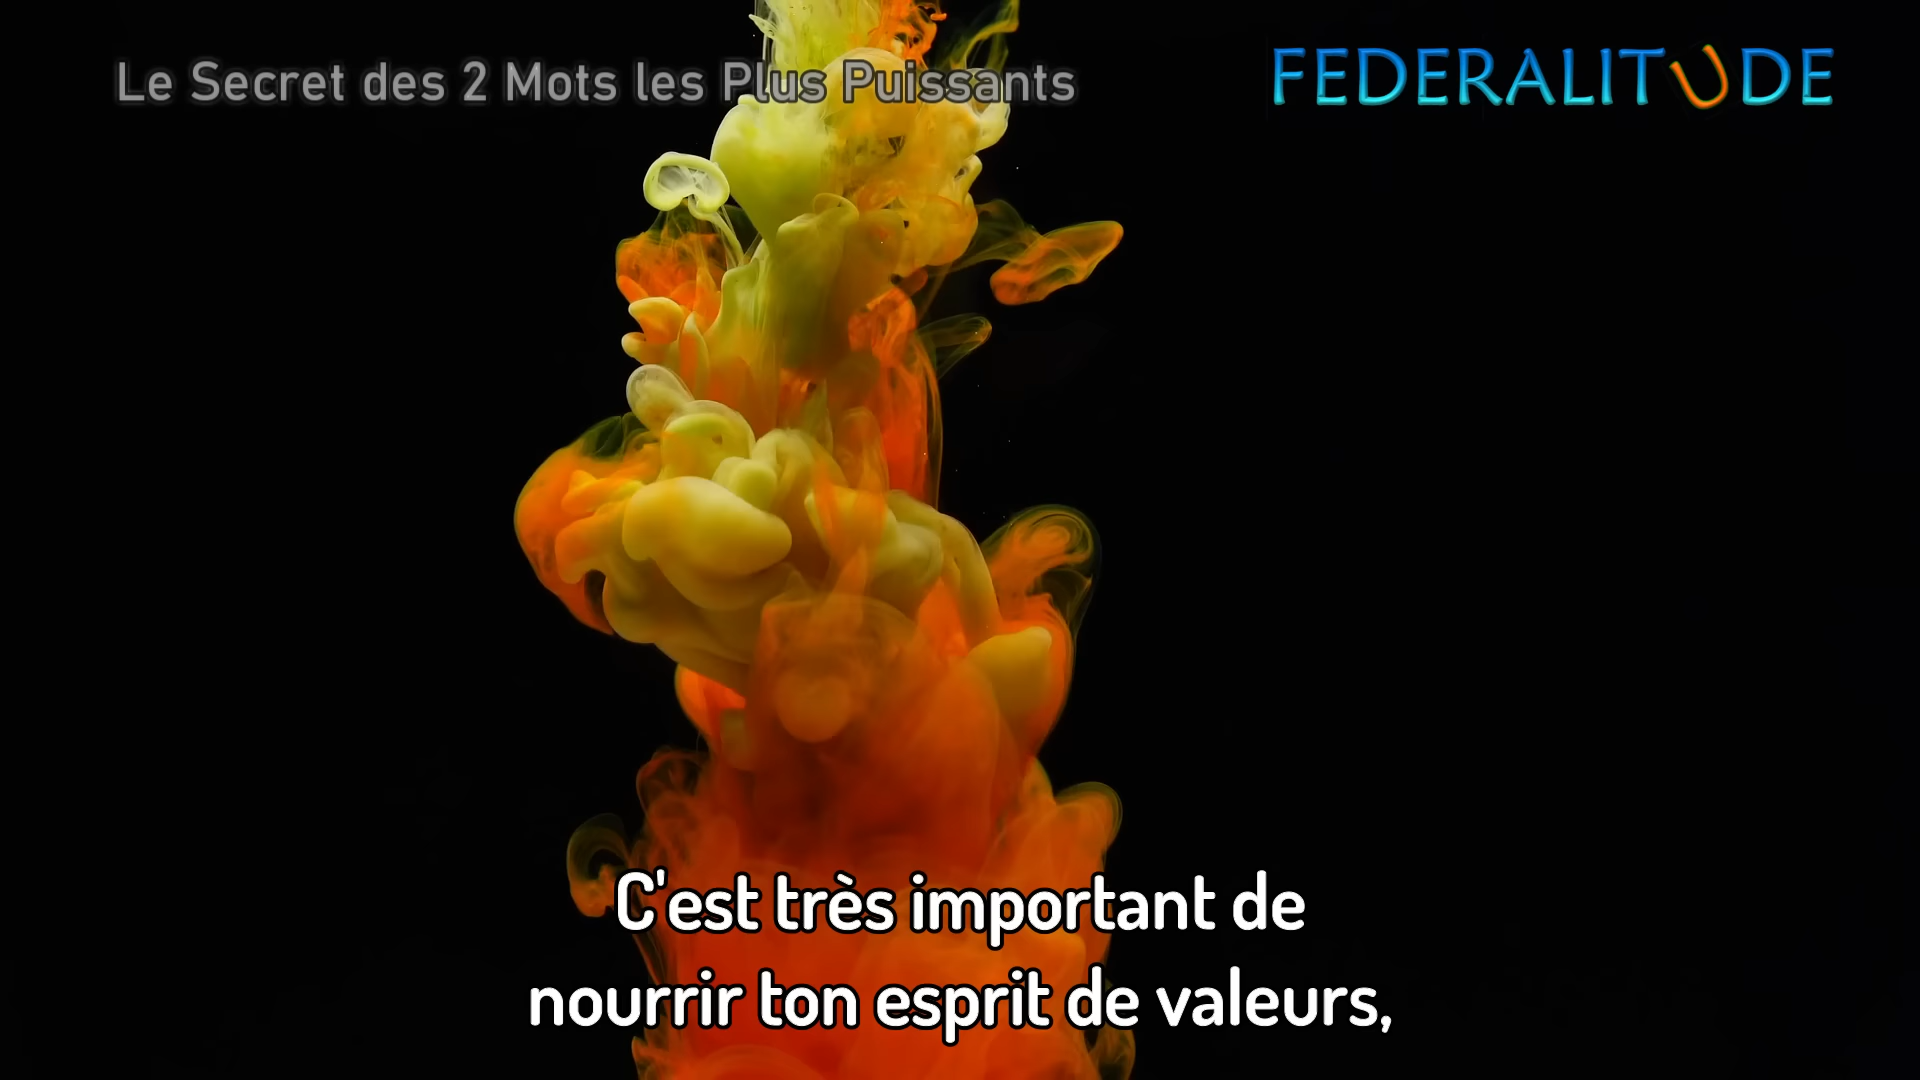 Le Secret des 2 Mots les Plus Puissants
FEDERALITUDE
C'est très important de
nourrir ton esprit de valeurs,